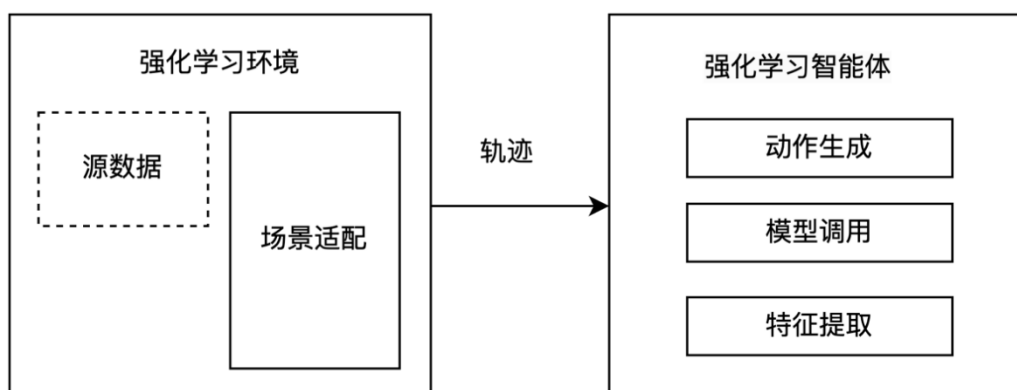 强化学习环境
源数据
场景适配
轨迹
强化学习智能体
动作生成
模型调用
特征提取